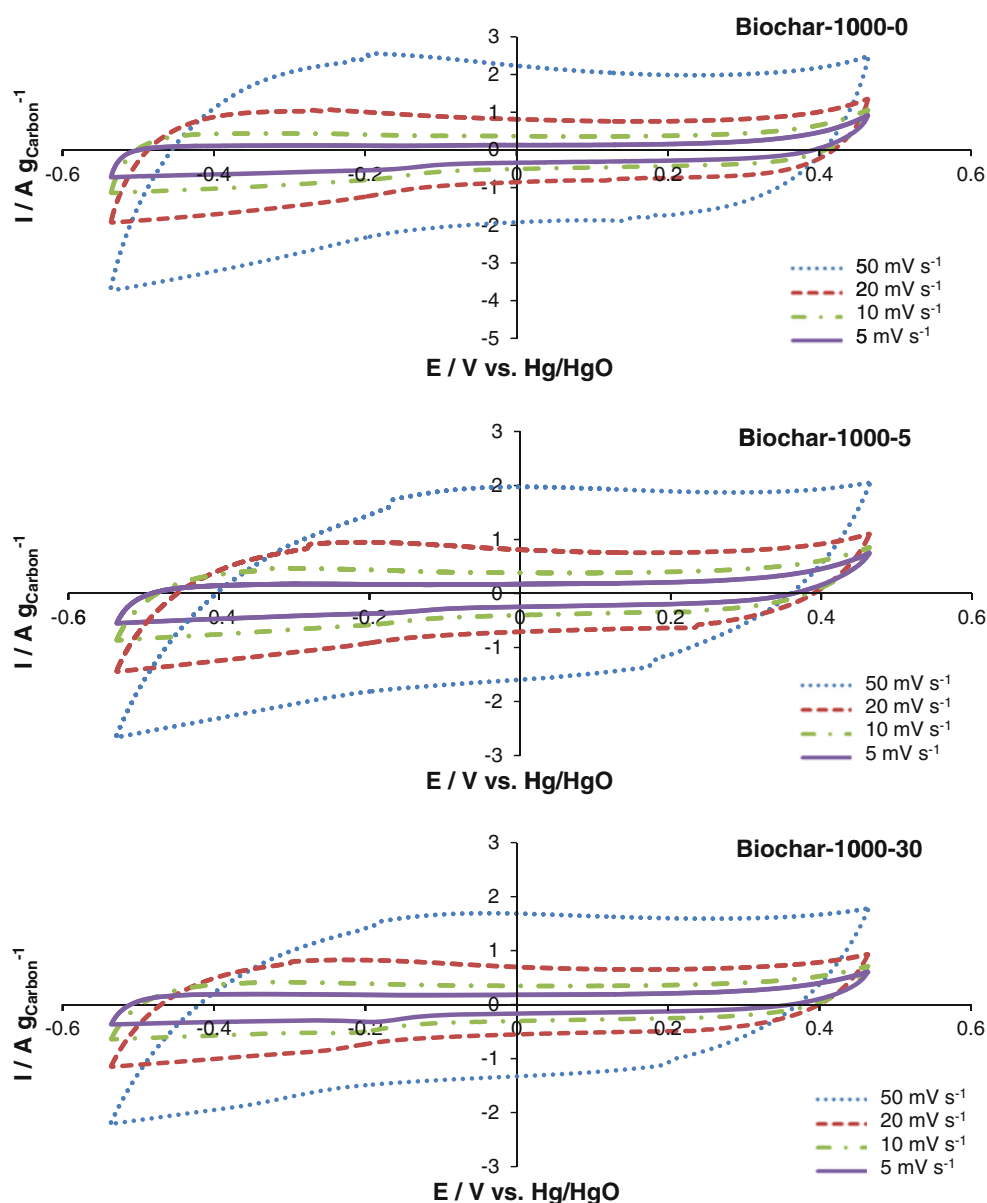 Biochar-1000-0
3
2
1
0
-1
-2
-3
-4
-5
-0.6
-0.4
-0.2
0
0.2
0.4
0.6
I / A gCarbon⁻¹
E / V vs. Hg/HgO
50 mV s⁻¹
20 mV s⁻¹
10 mV s⁻¹
5 mV s⁻¹
Biochar-1000-5
3
2
1
0
-1
-2
-3
-0.6
-0.4
-0.2
0
0.2
0.4
0.6
I / A gCarbon⁻¹
E / V vs. Hg/HgO
50 mV s⁻¹
20 mV s⁻¹
10 mV s⁻¹
5 mV s⁻¹
Biochar-1000-30
3
2
1
0
-1
-2
-3
-0.6
-0.4
-0.2
0
0.2
0.4
0.6
I / A gCarbon⁻¹
E / V vs. Hg/HgO
50 mV s⁻¹
20 mV s⁻¹
10 mV s⁻¹
5 mV s⁻¹